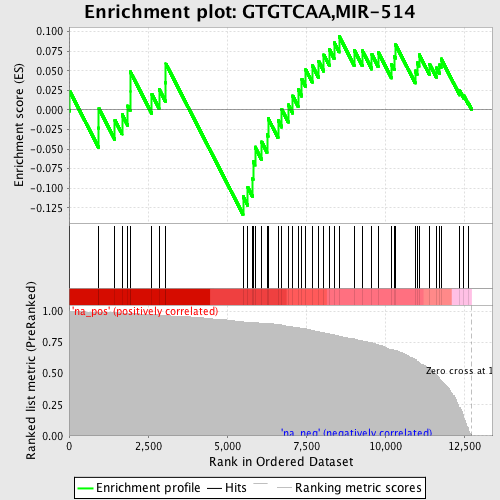 Enrichment plot: GTGTCAA,MIR-514
Enrichment score (ES)
0.100
0.075
0.050
0.025
0.000
-0.025
-0.050
-0.075
-0.100
-0.125
Ranked list metric (PreRanked)
'na_pos' (positively correlated)
1.00
0.75
0.50
0.25
0.00
Zero cross at 1
'na_neg' (negatively correlated)
0
2,500
5,000
7,500
10,000
12,500
Rank in Ordered Dataset
Enrichment profile
Hits
Ranking metric scores